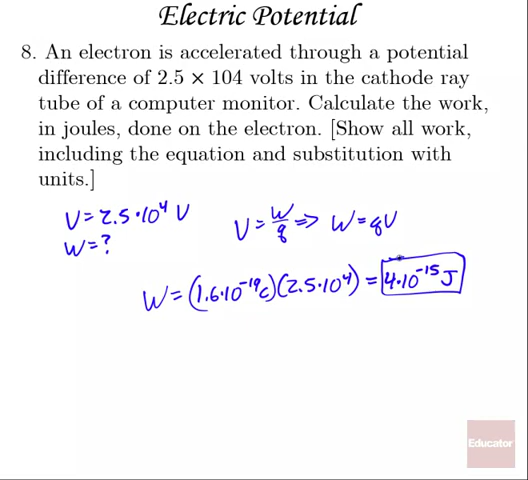 Electric Potential
8. An electron is accelerated through a potential
difference of 2.5 × 104 volts in the cathode ray
tube of a computer monitor. Calculate the work,
in joules, done on the electron. [Show all work,
including the equation and substitution with
units.]
V=2.5·10⁴ V
W=?
V=W/q ⇒ W=qV
W=(1.6·10⁻¹⁹C)(2.5·10⁴)=4·10⁻¹⁵J
Educator